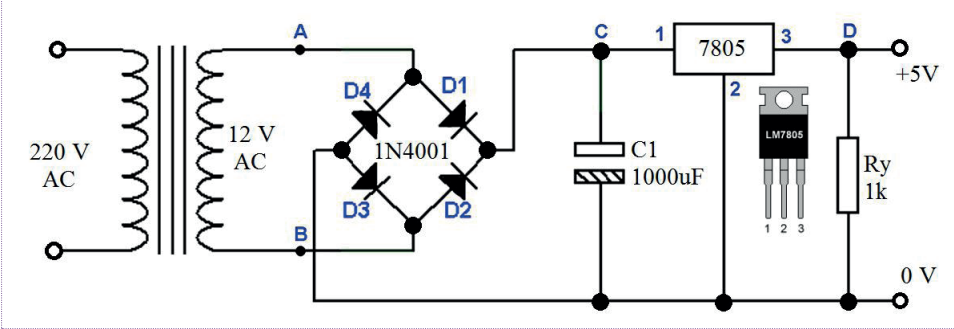 220 V
AC
12 V
AC
A
B
D4
D1
1N4001
D3
D2
C
C1
1000uF
1
7805
3
2
LM7805
1 2 3
D
+5V
Ry
1k
0 V